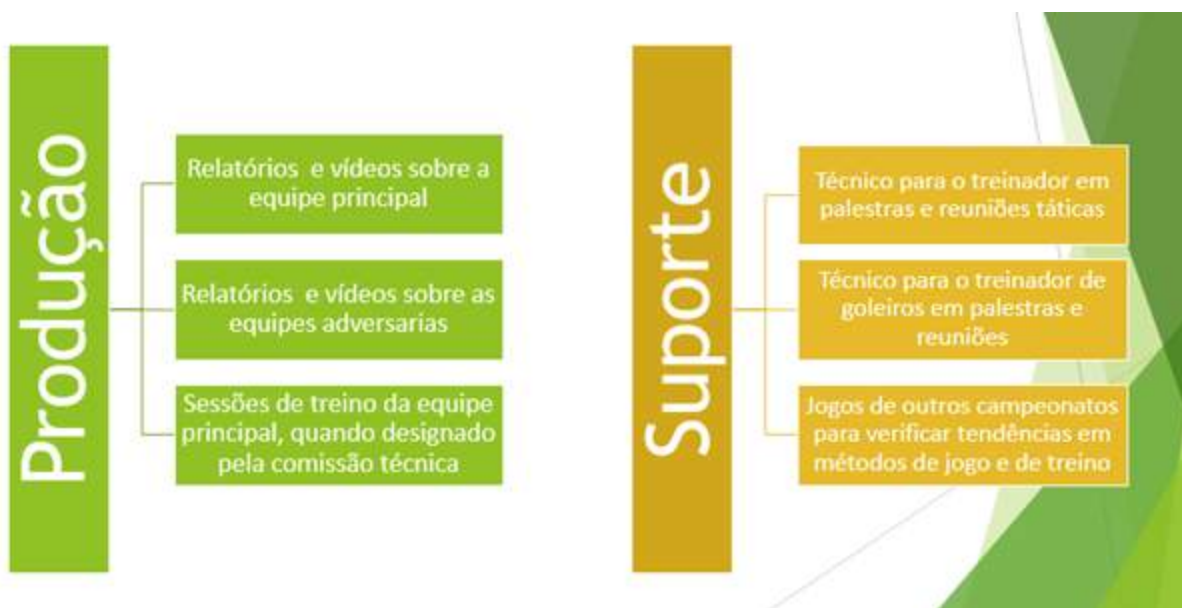 Produção
Relatórios e vídeos sobre a
equipe principal
Relatórios e vídeos sobre as
equipes adversarias
Sessões de treino da equipe
principal, quando designado
pela comissão técnica
Suporte
Técnico para o treinador em
palestras e reuniões táticas
Técnico para o treinador de
goleiros em palestras e
reuniões
Jogos de outros campeonatos
para verificar tendências em
métodos de jogo e de treino